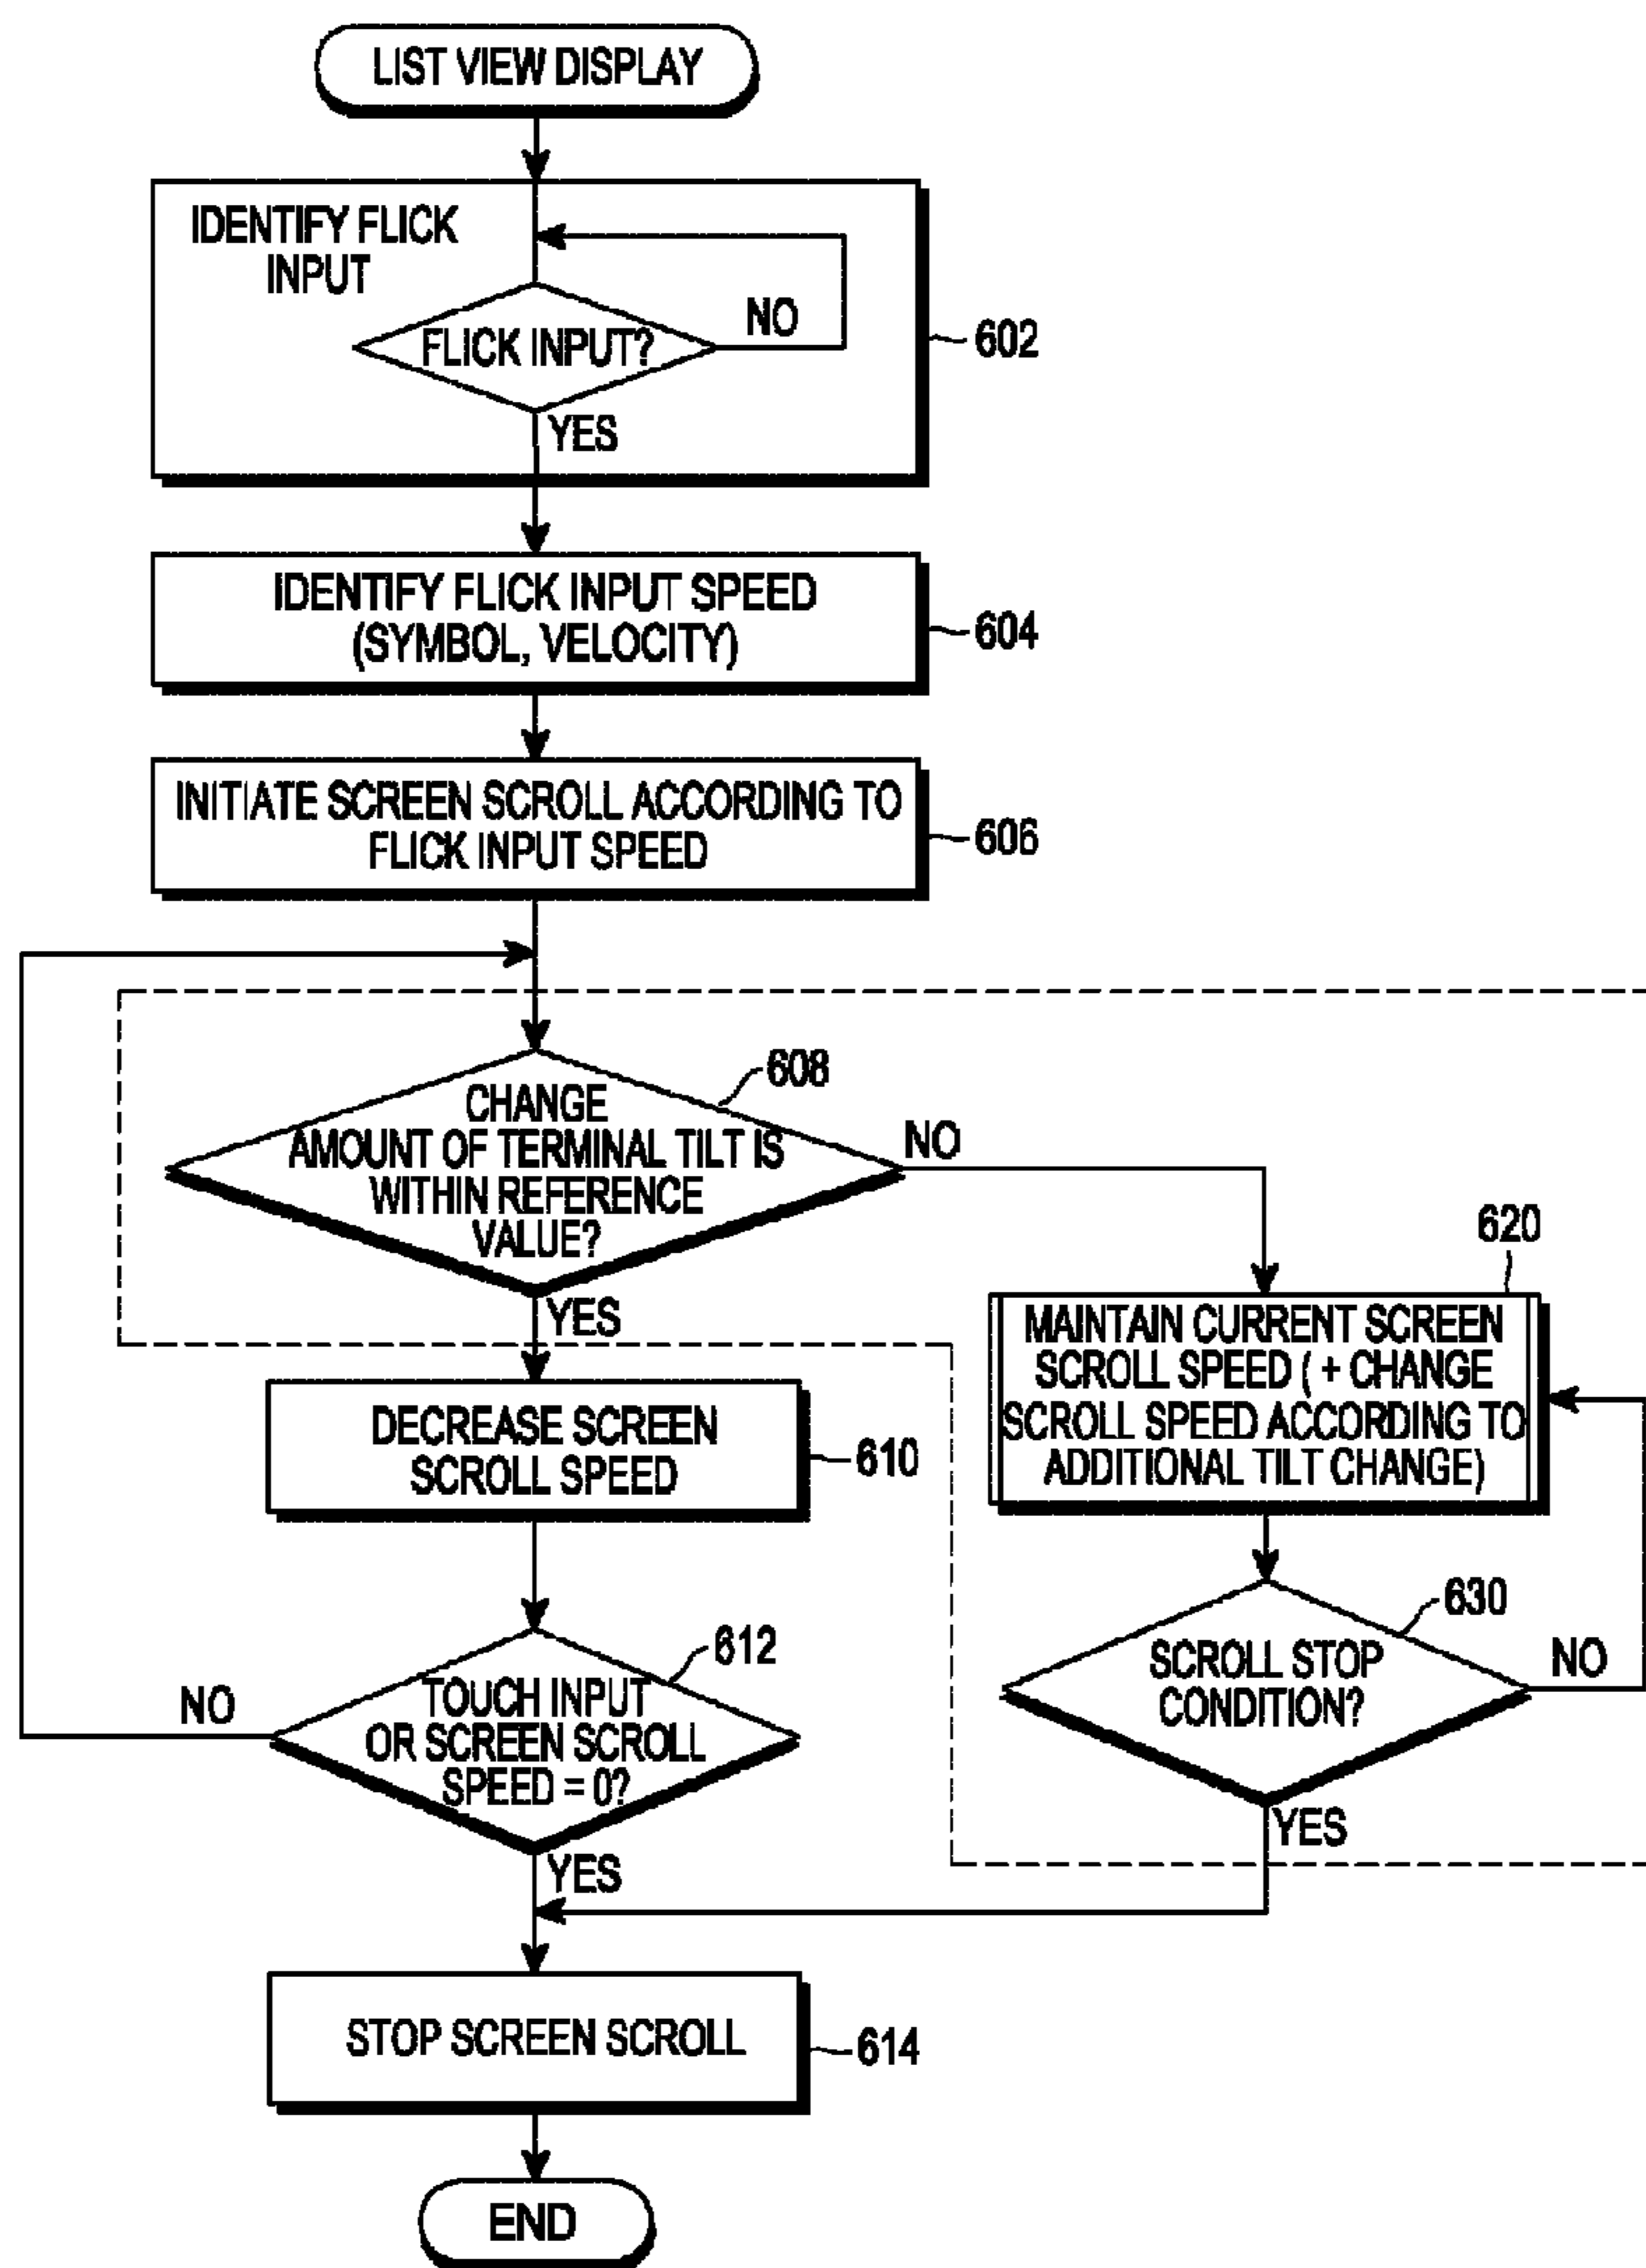 LIST VIEW DISPLAY
IDENTIFY FLICK
INPUT
FLICK INPUT?
NO
YES
602
IDENTIFY FLICK INPUT SPEED
(SYMBOL, VELOCITY)
604
INITIATE SCREEN SCROLL ACCORDING TO
FLICK INPUT SPEED
606
608
CHANGE
AMOUNT OF TERMINAL TILT IS
WITHIN REFERENCE
VALUE?
NO
YES
620
MAINTAIN CURRENT SCREEN
SCROLL SPEED ( + CHANGE
SCROLL SPEED ACCORDING TO
ADDITIONAL TILT CHANGE)
DECREASE SCREEN
SCROLL SPEED
610
630
SCROLL STOP
CONDITION?
NO
YES
612
TOUCH INPUT
OR SCREEN SCROLL
SPEED = 0?
NO
YES
STOP SCREEN SCROLL
614
END